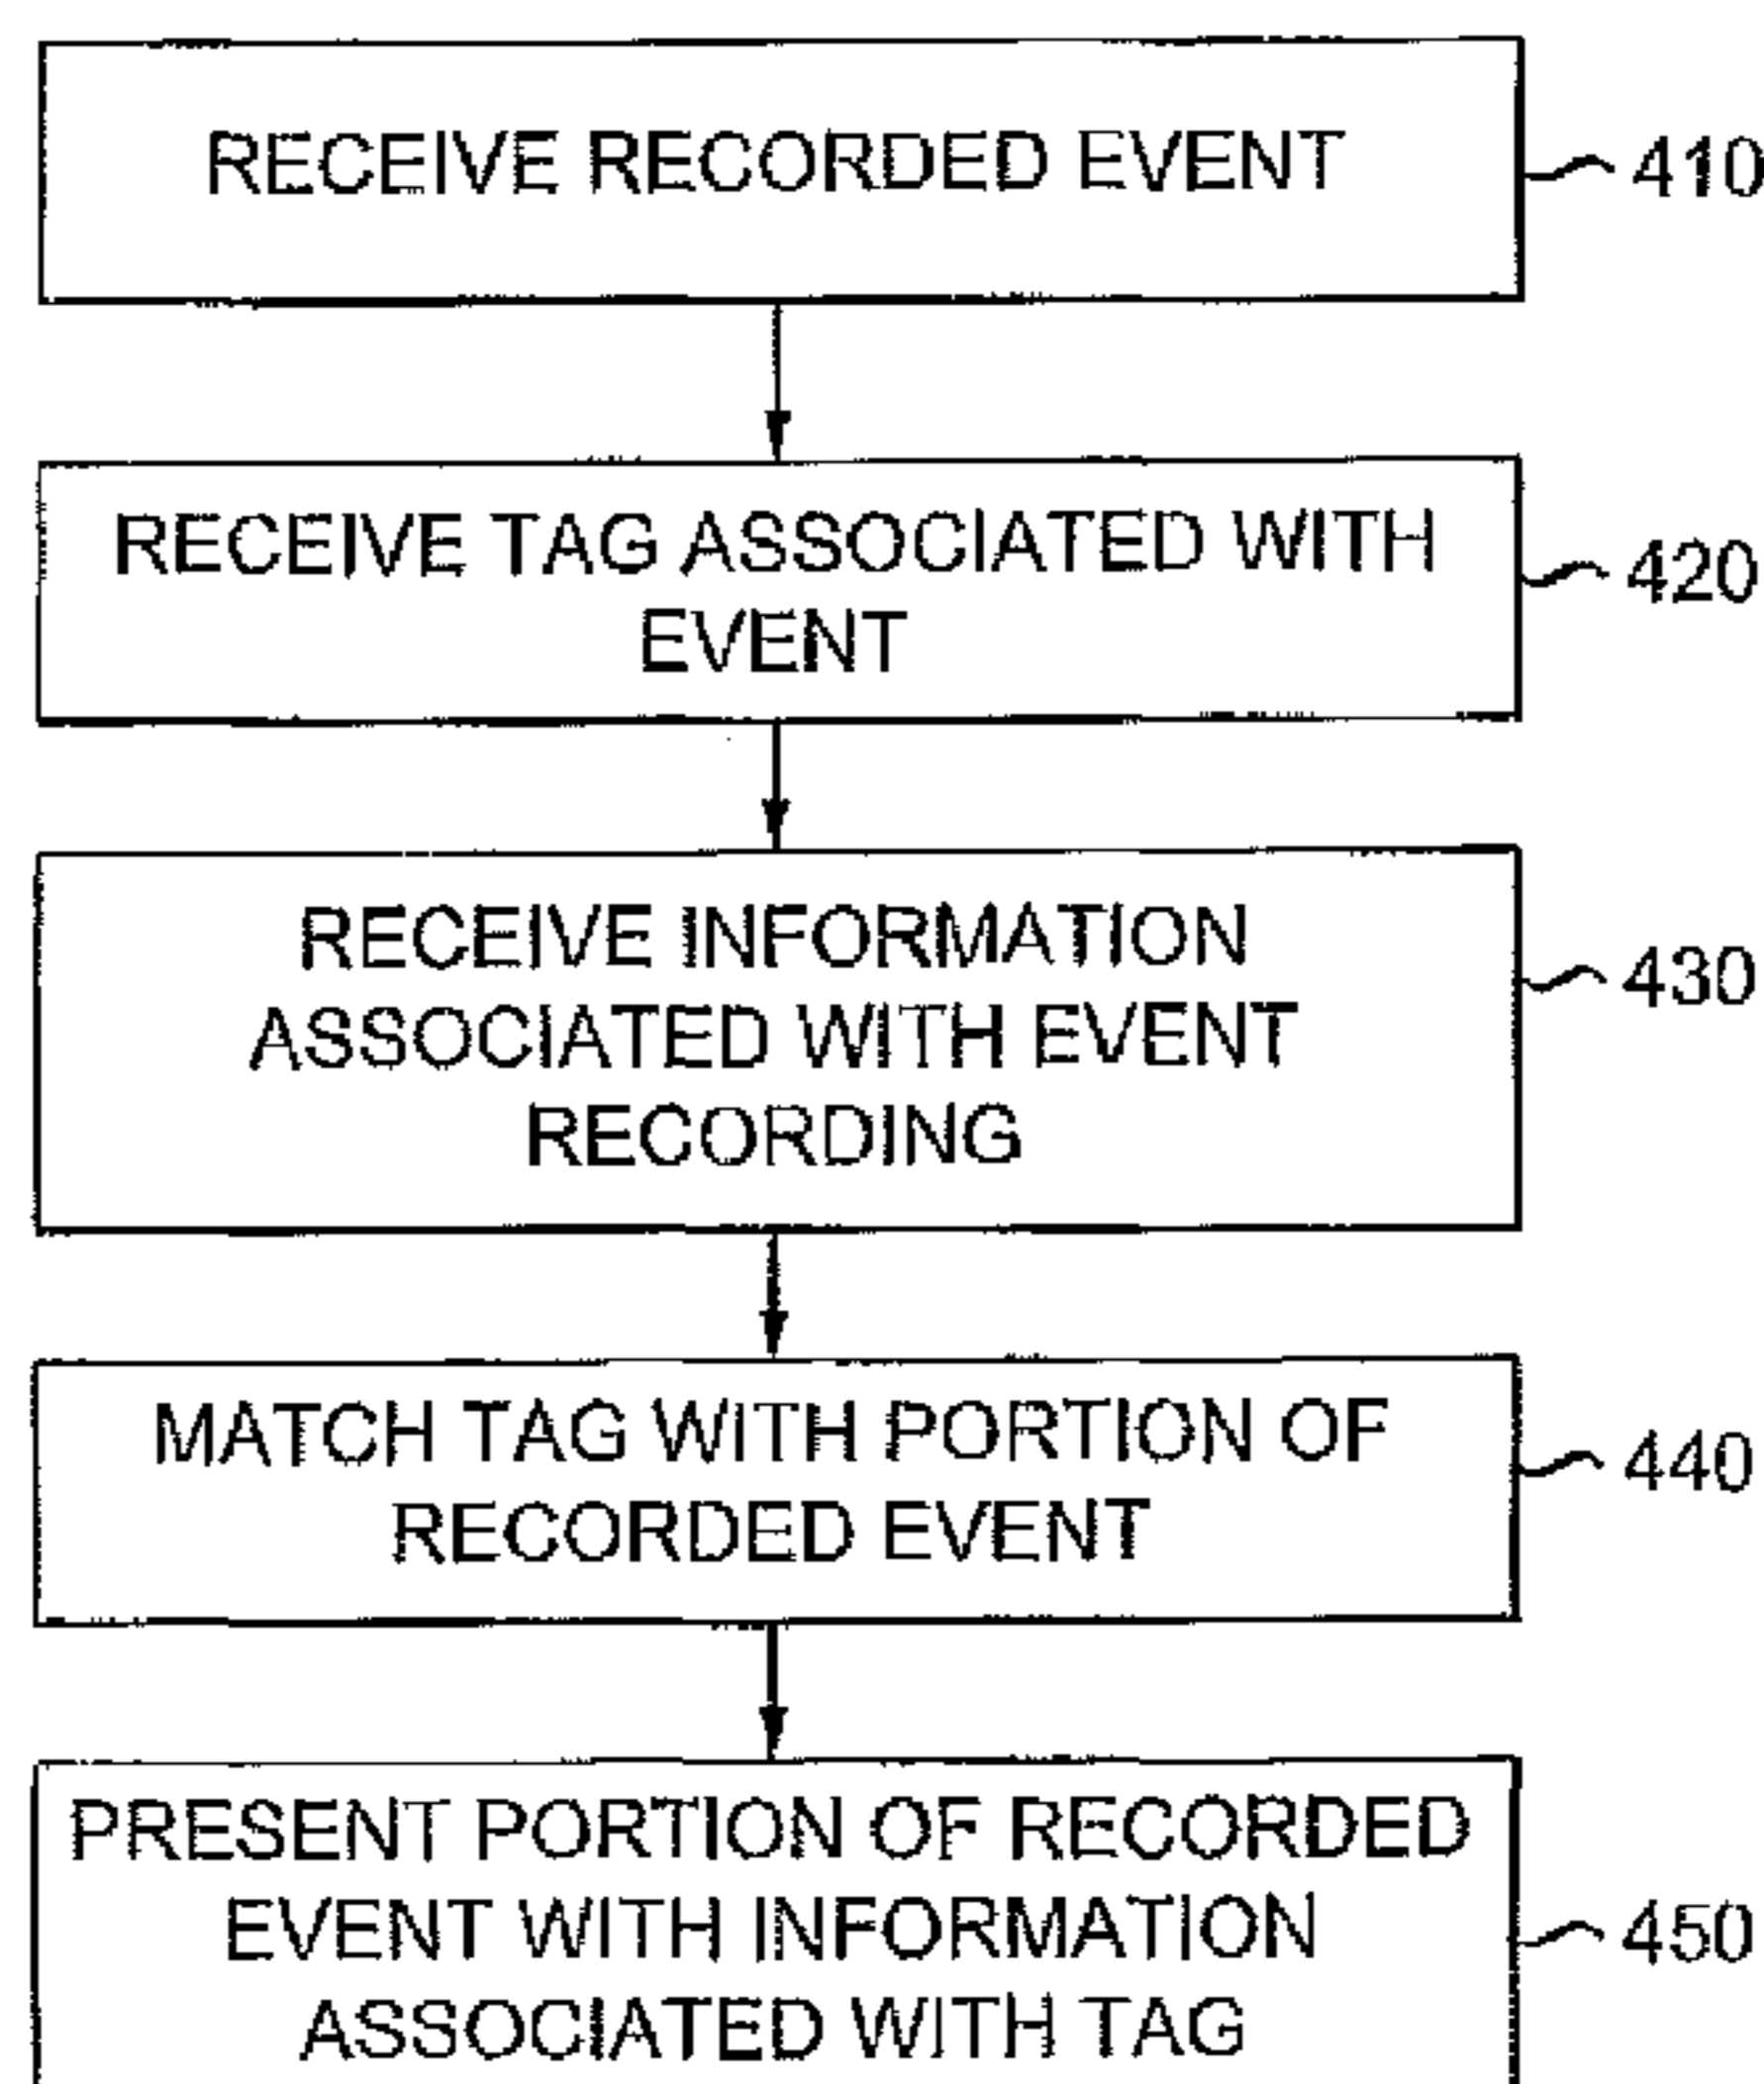 RECEIVE RECORDED EVENT
410
RECEIVE TAG ASSOCIATED WITH
EVENT
420
RECEIVE INFORMATION
ASSOCIATED WITH EVENT
RECORDING
430
MATCH TAG WITH PORTION OF
RECORDED EVENT
440
PRESENT PORTION OF RECORDED
EVENT WITH INFORMATION
ASSOCIATED WITH TAG
450